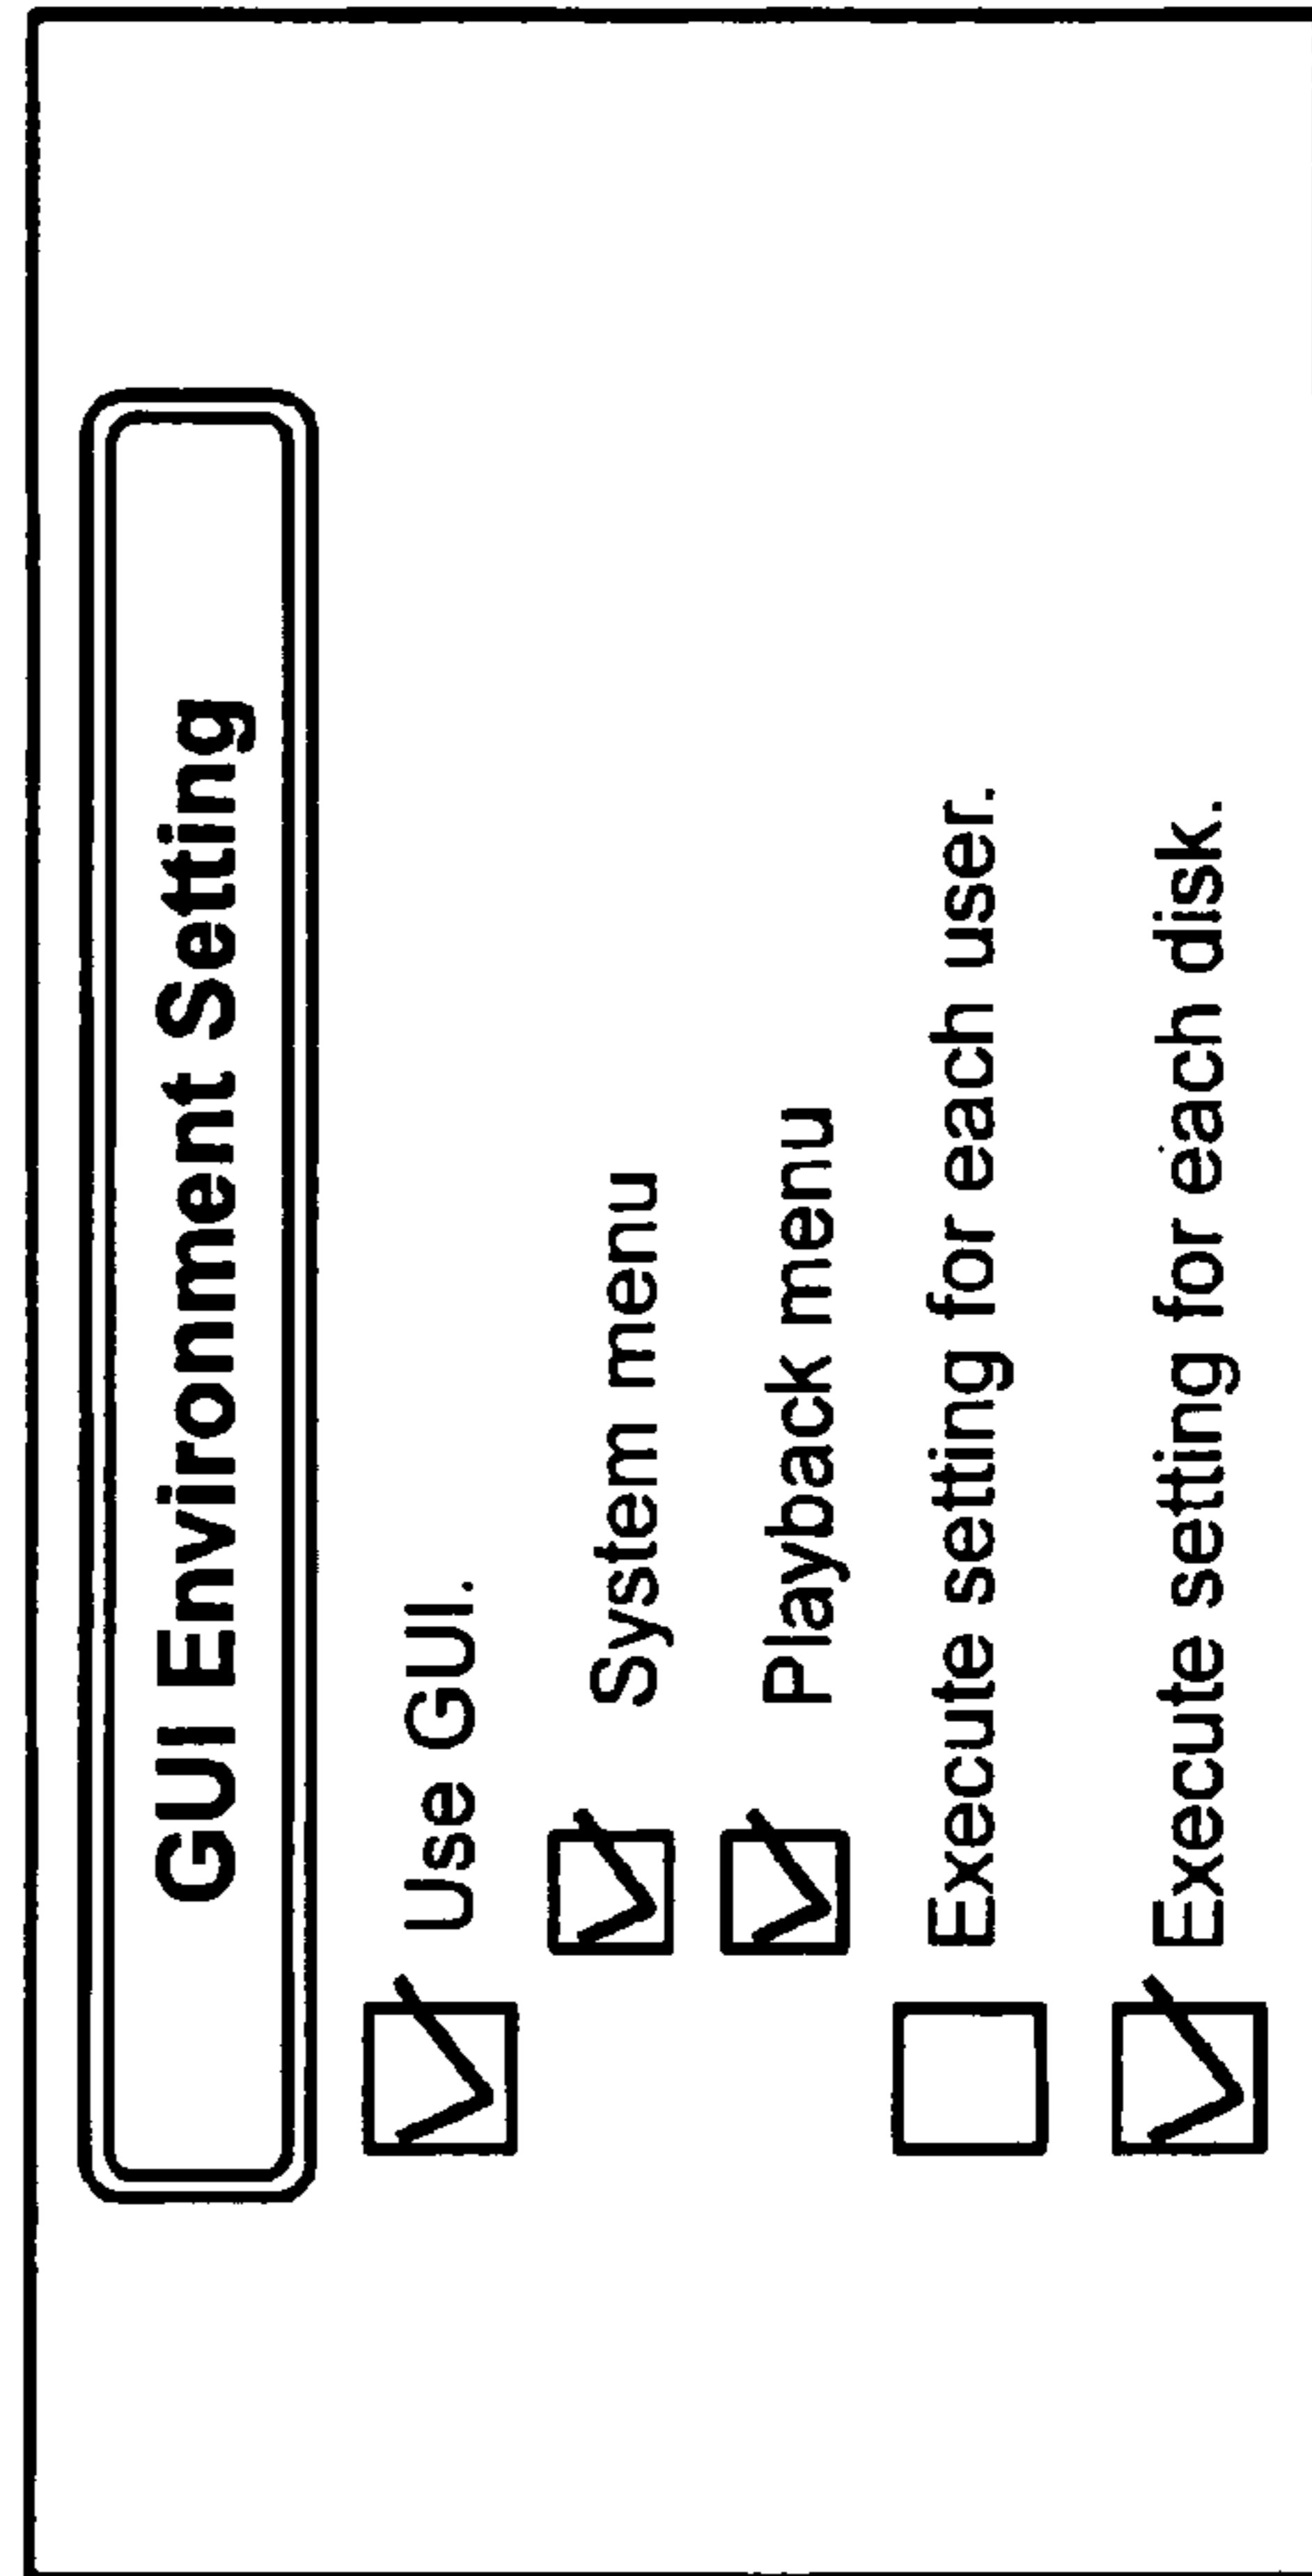 GUI Environment Setting
Use GUI.
System menu
Playback menu
Execute setting for each user.
Execute setting for each disk.